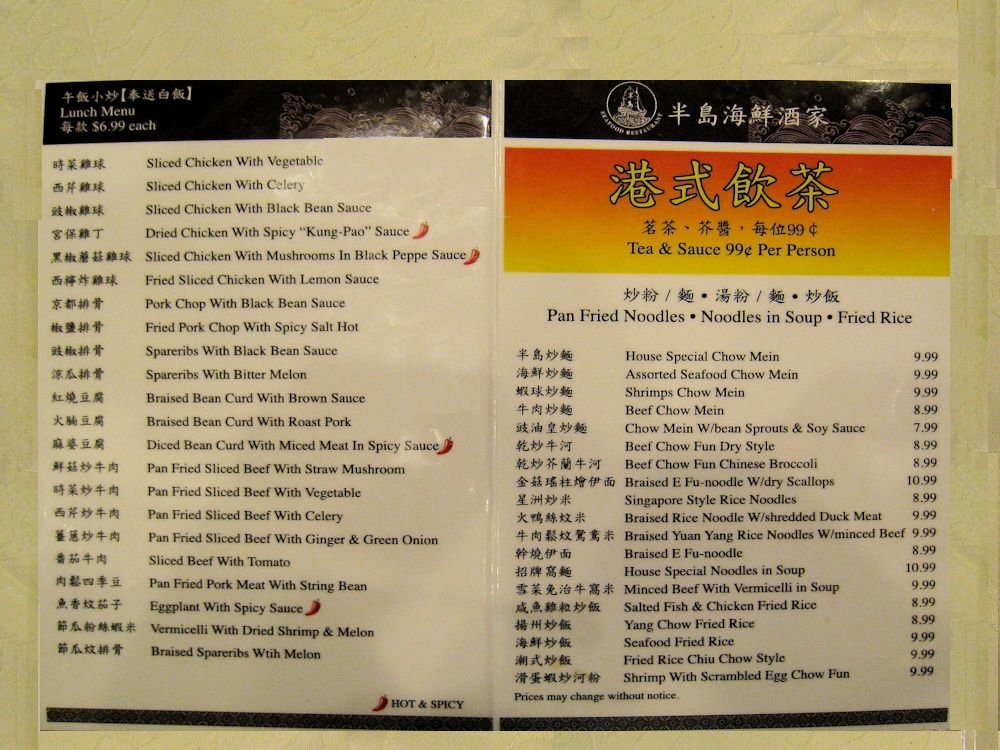 午飯小炒【奉送白飯】
Lunch Menu
每款 $6.99 each
時菜雞球 Sliced Chicken With Vegetable
西芹雞球 Sliced Chicken With Celery
豉椒雞球 Sliced Chicken With Black Bean Sauce
宮保雞丁 Dried Chicken With Spicy “Kung-Pao” Sauce
黑椒蘑菇雞球 Sliced Chicken With Mushrooms In Black Peppe Sauce
西檸炸雞球 Fried Sliced Chicken With Lemon Sauce
京都排骨 Pork Chop With Black Bean Sauce
椒鹽排骨 Fried Pork Chop With Spicy Salt Hot
豉椒排骨 Spareribs With Black Bean Sauce
涼瓜排骨 Spareribs With Bitter Melon
紅燒豆腐 Braised Bean Curd With Brown Sauce
火腩豆腐 Braised Bean Curd With Roast Pork
麻婆豆腐 Diced Bean Curd With Miced Meat In Spicy Sauce
鮮菇炒牛肉 Pan Fried Sliced Beef With Straw Mushroom
時菜炒牛肉 Pan Fried Sliced Beef With Vegetable
西芹炒牛肉 Pan Fried Sliced Beef With Celery
薑蔥炒牛肉 Pan Fried Sliced Beef With Ginger & Green Onion
番茄牛肉 Sliced Beef With Tomato
肉鬆四季豆 Pan Fried Pork Meat With String Bean
魚香炆茄子 Eggplant With Spicy Sauce
節瓜粉絲蝦米 Vermicelli With Dried Shrimp & Melon
節瓜炆排骨 Braised Spareribs Wtih Melon
HOT & SPICY
SEAFOOD RESTAURANT
半島海鮮酒家
港式飲茶
茗茶、芥醬，每位99¢
Tea & Sauce 99¢ Per Person
炒粉 / 麵 • 湯粉 / 麵 • 炒飯
Pan Fried Noodles • Noodles in Soup • Fried Rice
半島炒麵 House Special Chow Mein 9.99
海鮮炒麵 Assorted Seafood Chow Mein 9.99
蝦球炒麵 Shrimps Chow Mein 9.99
牛肉炒麵 Beef Chow Mein 8.99
豉油皇炒麵 Chow Mein W/bean Sprouts & Soy Sauce 7.99
乾炒牛河 Beef Chow Fun Dry Style 8.99
乾炒芥蘭牛河 Beef Chow Fun Chinese Broccoli 8.99
金菇瑤柱燴伊面 Braised E Fu-noodle W/dry Scallops 10.99
星洲炒米 Singapore Style Rice Noodles 8.99
火鴨絲炆米 Braised Rice Noodle W/shredded Duck Meat 9.99
牛肉鬆炆鴛鴦米 Braised Yuan Yang Rice Noodles W/minced Beef 9.99
幹燒伊面 Braised E Fu-noodle 8.99
招牌窩麵 House Special Noodles in Soup 10.99
雪菜免治牛窩米 Minced Beef With Vermicelli in Soup 9.99
咸魚雞粒炒飯 Salted Fish & Chicken Fried Rice 8.99
揚州炒飯 Yang Chow Fried Rice 8.99
海鮮炒飯 Seafood Fried Rice 9.99
潮式炒飯 Fried Rice Chiu Chow Style 9.99
滑蛋蝦炒河粉 Shrimp With Scrambled Egg Chow Fun 9.99
Prices may change without notice.